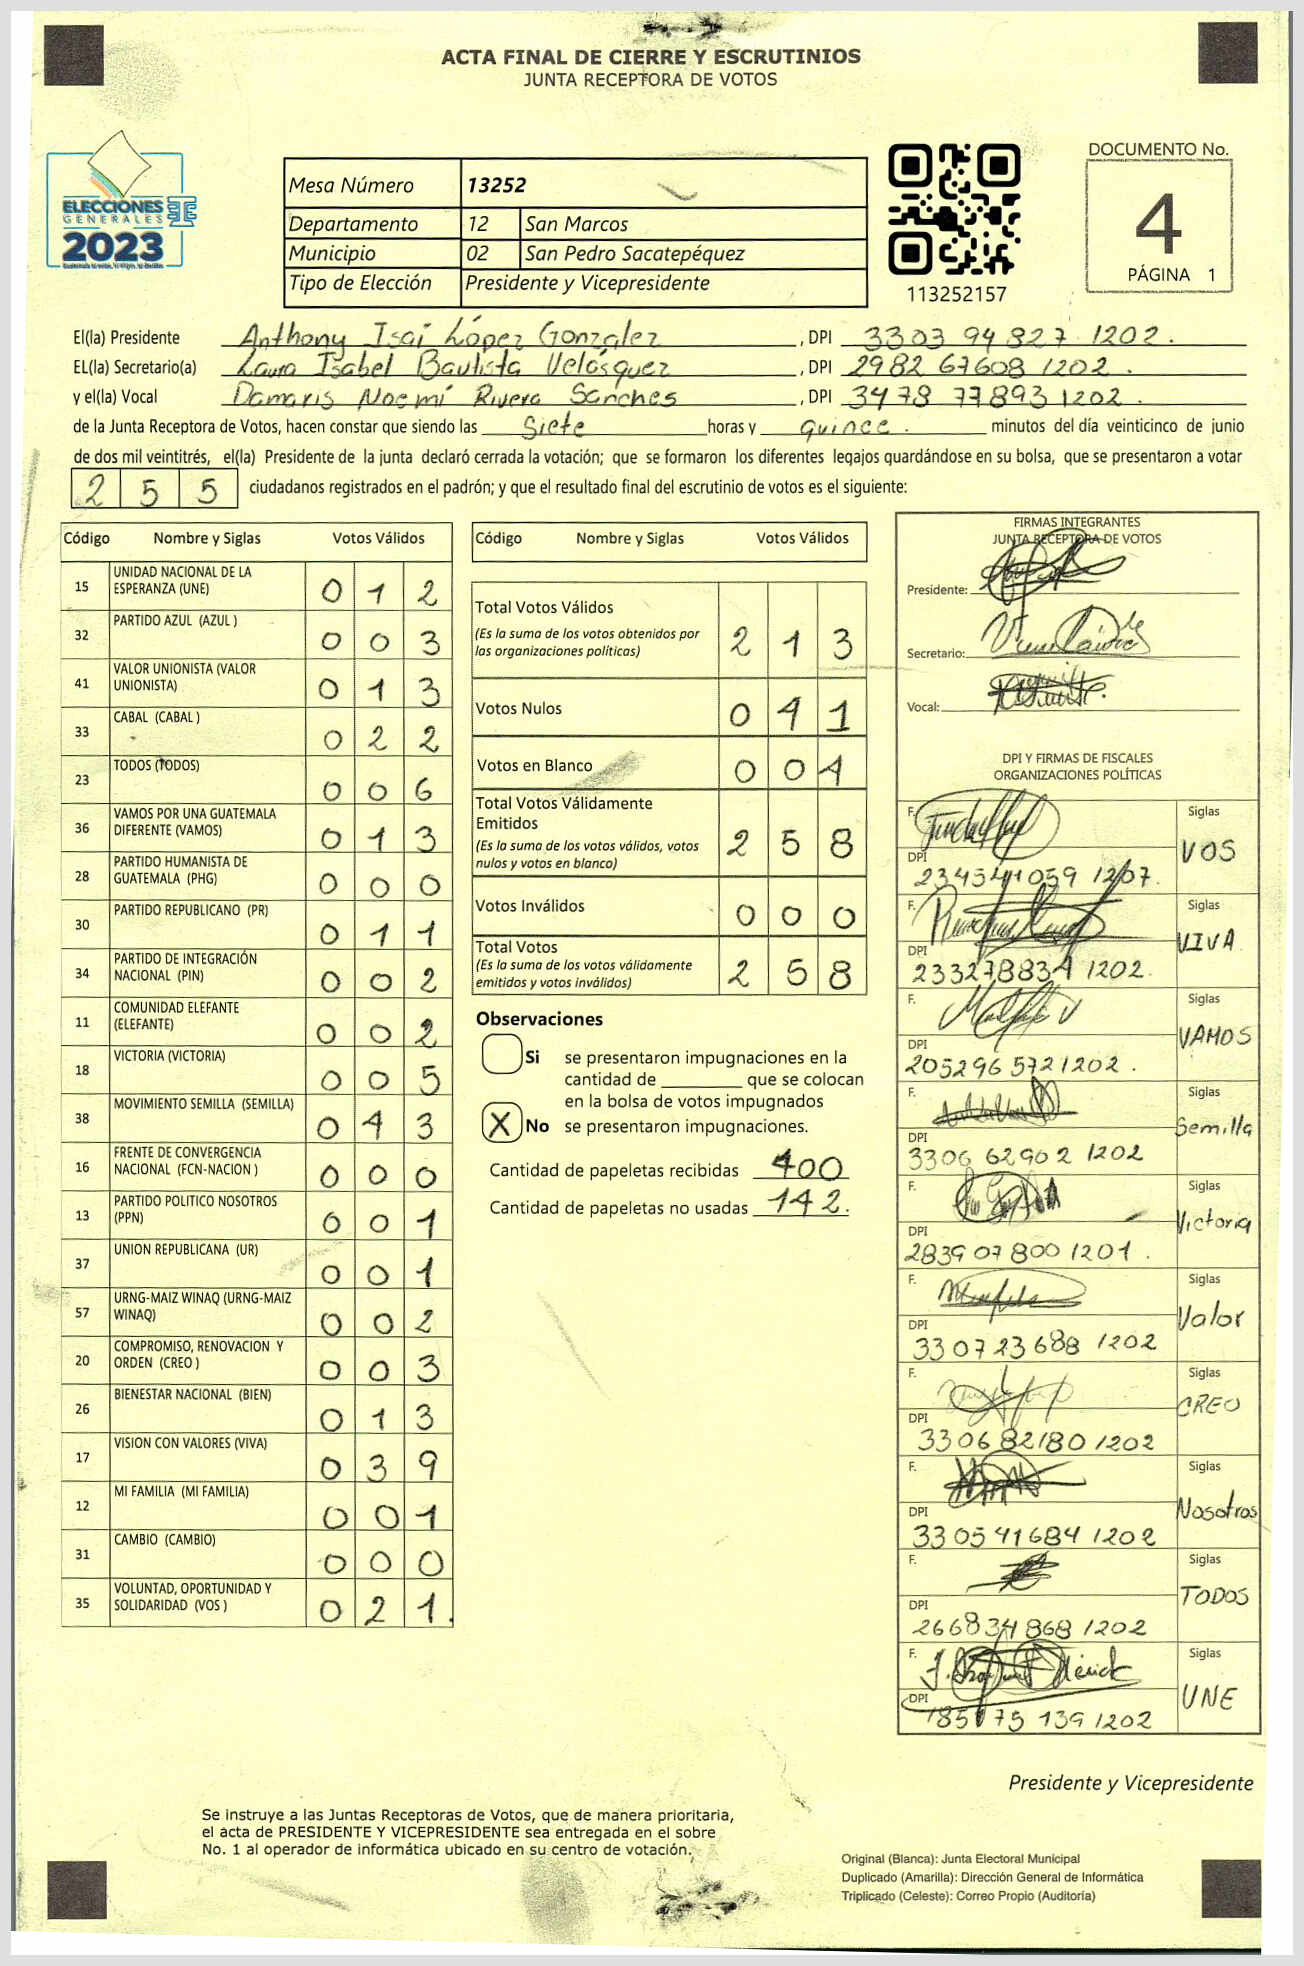 ACTA FINAL DE CIERRE Y ESCRUTINIOS
JUNTA RECEPTORA DE VOTOS
ELECCIONES
GENERALES
2023
Mesa Número 13252
Departamento 12 San Marcos
Municipio 02 San Pedro Sacatepéquez
Tipo de Elección Presidente y Vicepresidente
113252157
DOCUMENTO No.
4
PÁGINA 1
El(la) Presidente Anthony Isaí López Gonzalez, DPI 3303 94 827 1202.
EL(la) Secretario(a) Laura Isabel Bautista Velásquez, DPI 2982 67608 1202.
y el(la) Vocal Damaris Noemí Rivera Sanches, DPI 3478 77893 1202.
de la Junta Receptora de Votos, hacen constar que siendo las Siete horas y quince. minutos del día veinticinco de junio
de dos mil veintitrés, el(la) Presidente de la junta declaró cerrada la votación; que se formaron los diferentes legajos guardándose en su bolsa, que se presentaron a votar
2 5 5 ciudadanos registrados en el padrón; y que el resultado final del escrutinio de votos es el siguiente:
Código Nombre y Siglas Votos Válidos
15 UNIDAD NACIONAL DE LA ESPERANZA (UNE) 0 1 2
32 PARTIDO AZUL (AZUL ) 0 0 3
41 VALOR UNIONISTA (VALOR UNIONISTA) 0 1 3
33 CABAL (CABAL ) 0 2 2
23 TODOS (TODOS) 0 0 6
36 VAMOS POR UNA GUATEMALA DIFERENTE (VAMOS) 0 1 3
28 PARTIDO HUMANISTA DE GUATEMALA (PHG) 0 0 0
30 PARTIDO REPUBLICANO (PR) 0 1 1
34 PARTIDO DE INTEGRACIÓN NACIONAL (PIN) 0 0 2
11 COMUNIDAD ELEFANTE (ELEFANTE) 0 0 2
18 VICTORIA (VICTORIA) 0 0 5
38 MOVIMIENTO SEMILLA (SEMILLA) 0 4 3
16 FRENTE DE CONVERGENCIA NACIONAL (FCN-NACION ) 0 0 0
13 PARTIDO POLITICO NOSOTROS (PPN) 0 0 1
37 UNION REPUBLICANA (UR) 0 0 1
57 URNG-MAIZ WINAQ (URNG-MAIZ WINAQ) 0 0 2
20 COMPROMISO, RENOVACION Y ORDEN (CREO ) 0 0 3
26 BIENESTAR NACIONAL (BIEN) 0 1 3
17 VISION CON VALORES (VIVA) 0 3 9
12 MI FAMILIA (MI FAMILIA) 0 0 1
31 CAMBIO (CAMBIO) 0 0 0
35 VOLUNTAD, OPORTUNIDAD Y SOLIDARIDAD (VOS ) 0 2 1.
Código Nombre y Siglas Votos Válidos
Total Votos Válidos 2 1 3
(Es la suma de los votos obtenidos por
las organizaciones políticas)
Votos Nulos 0 4 1
Votos en Blanco 0 0 4
Total Votos Válidamente
Emitidos 2 5 8
(Es la suma de los votos válidos, votos
nulos y votos en blanco)
Votos Inválidos 0 0 0
Total Votos 2 5 8
(Es la suma de los votos válidamente
emitidos y votos inválidos)
Observaciones
Si se presentaron impugnaciones en la
cantidad de ________ que se colocan
en la bolsa de votos impugnados
X No se presentaron impugnaciones.
Cantidad de papeletas recibidas 400
Cantidad de papeletas no usadas 142.
FIRMAS INTEGRANTES
JUNTA RECEPTORA DE VOTOS
Presidente:
Secretario:
Vocal:
DPI Y FIRMAS DE FISCALES
ORGANIZACIONES POLÍTICAS
F. Siglas
VOS
DPI 234541059 1207.
F. Siglas
VIVA
DPI 233278834 1202.
F. Siglas
VAMOS
DPI 205296 5721202.
F. Siglas
Semilla
DPI 3306 62902 1202
F. Siglas
Victoria
DPI 283907800 1201.
F. Siglas
Valor
DPI 330723688 1202
F. Siglas
CREO
DPI 330682180 1202
F. Siglas
Nosotros
DPI 330541684 1202
F. Siglas
TODOS
DPI 266834868 1202
F. Siglas
UNE
DPI 185175 139 1202
Presidente y Vicepresidente
Se instruye a las Juntas Receptoras de Votos, que de manera prioritaria,
el acta de PRESIDENTE Y VICEPRESIDENTE sea entregada en el sobre
No. 1 al operador de informática ubicado en su centro de votación.
Original (Blanca): Junta Electoral Municipal
Duplicado (Amarilla): Dirección General de Informática
Triplicado (Celeste): Correo Propio (Auditoría)